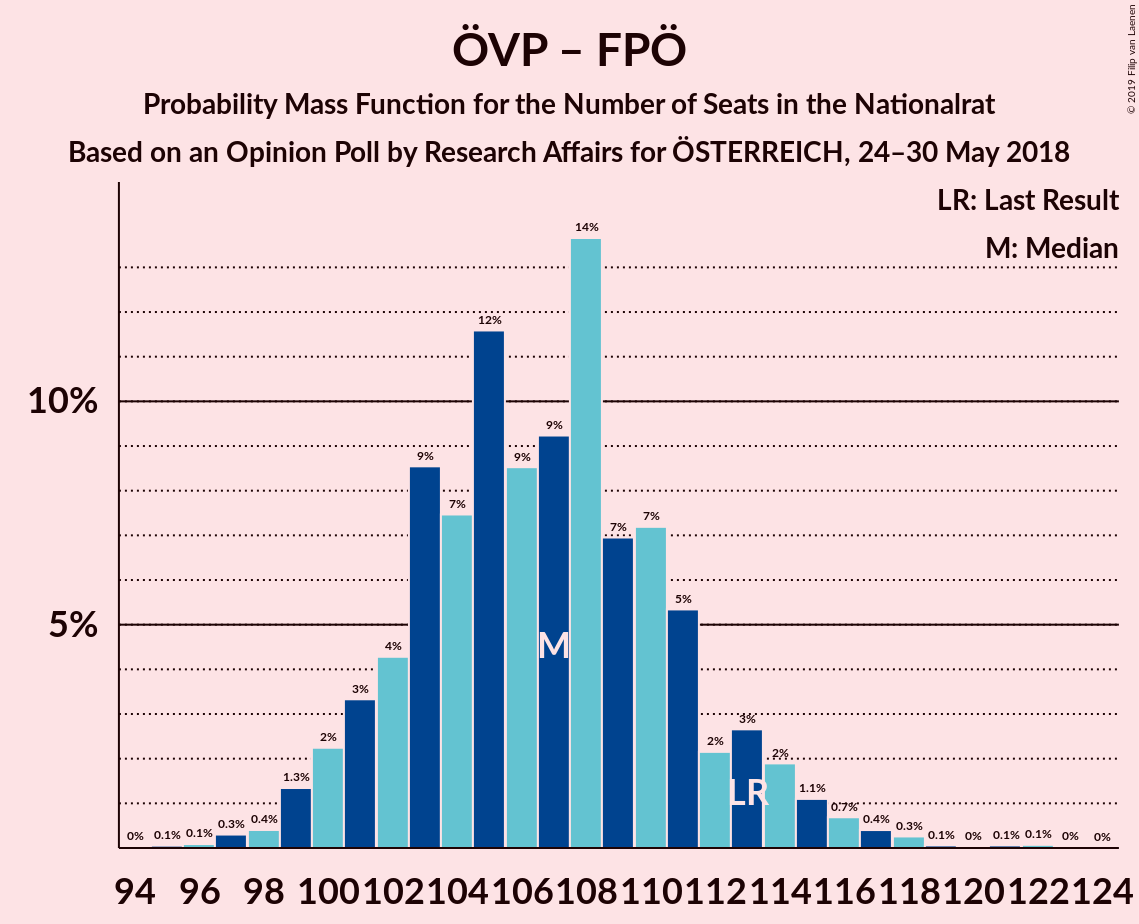 ÖVP – FPÖ
Probability Mass Function for the Number of Seats in the Nationalrat
Based on an Opinion Poll by Research Affairs for ÖSTERREICH, 24–30 May 2018
© 2019 Filip van Laenen
LR: Last Result
M: Median
10%
5%
0% 0.1% 0.1% 0.3% 0.4% 1.3% 2% 3% 4% 9% 7% 12% 9% 9% 14% 7% 7% 5% 2% 3% 2% 1.1% 0.7% 0.4% 0.3% 0.1% 0% 0.1% 0.1% 0% 0%
M
LR
94 96 98 100 102 104 106 108 110 112 114 116 118 120 122 124